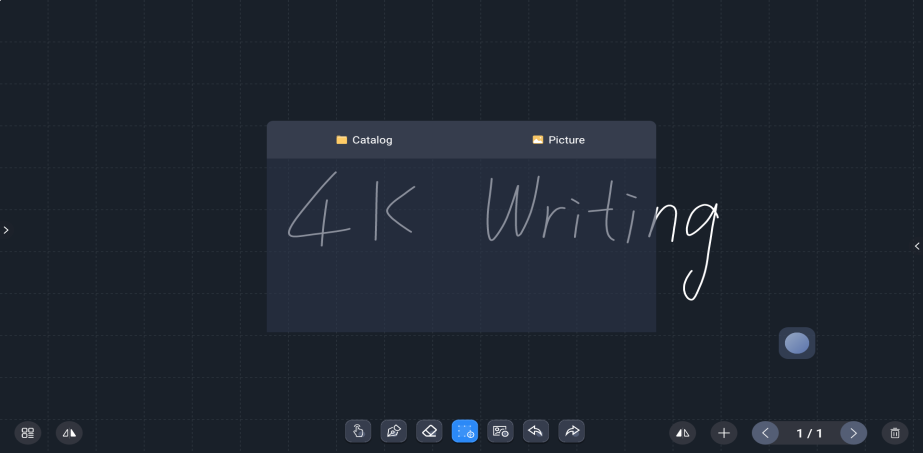 Catalog Picture
4K Writing
1 / 1